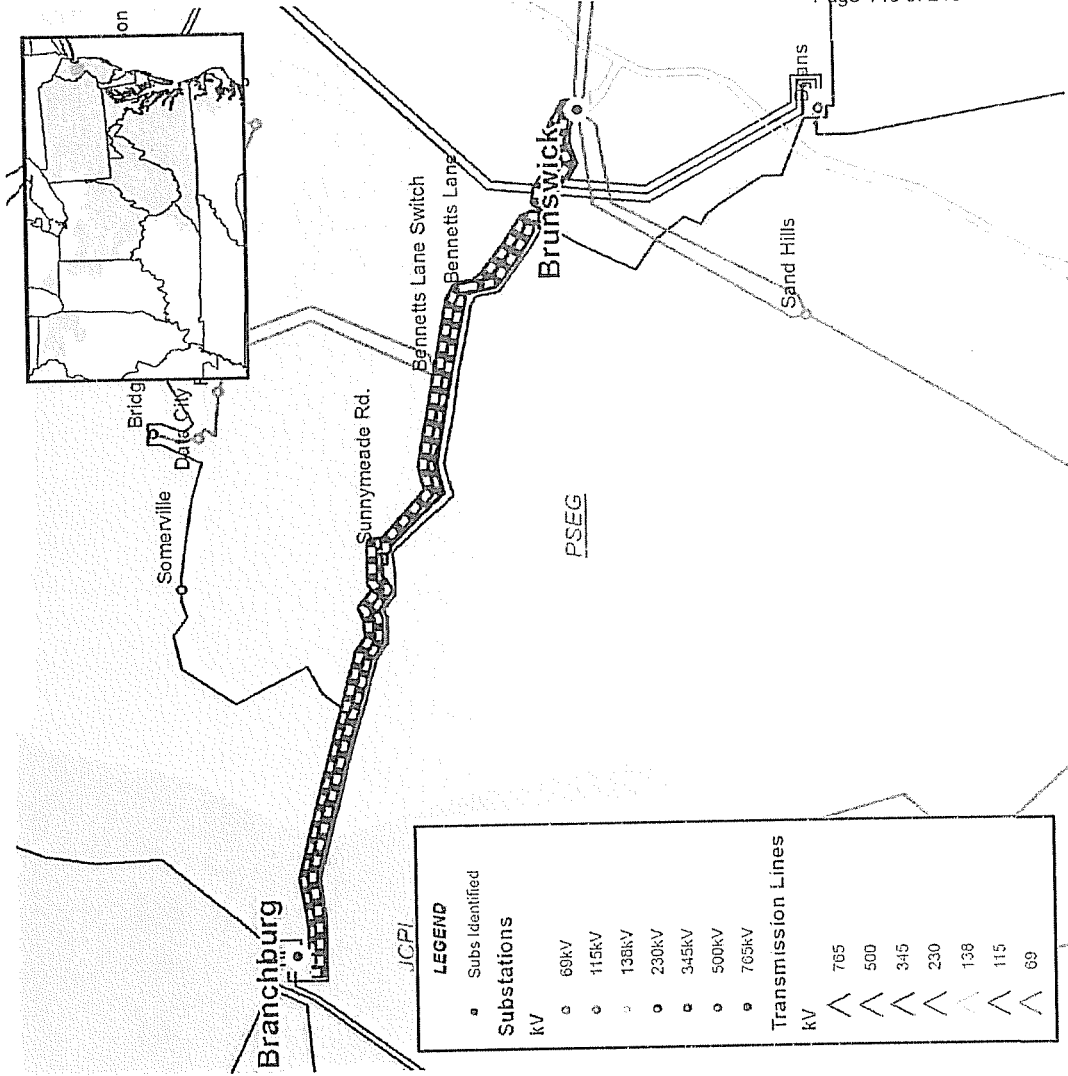 Branchburg
Somerville
Sunnymeade Rd.
Bennetts Lane Switch
Bennetts Lane
Brunswick
Sand Hills
PSEG
LEGEND
Subs Identified
Substations
kV
69kV
115kV
138kV
230kV
345kV
500kV
765kV
Transmission Lines
kV
765
500
345
230
138
115
69